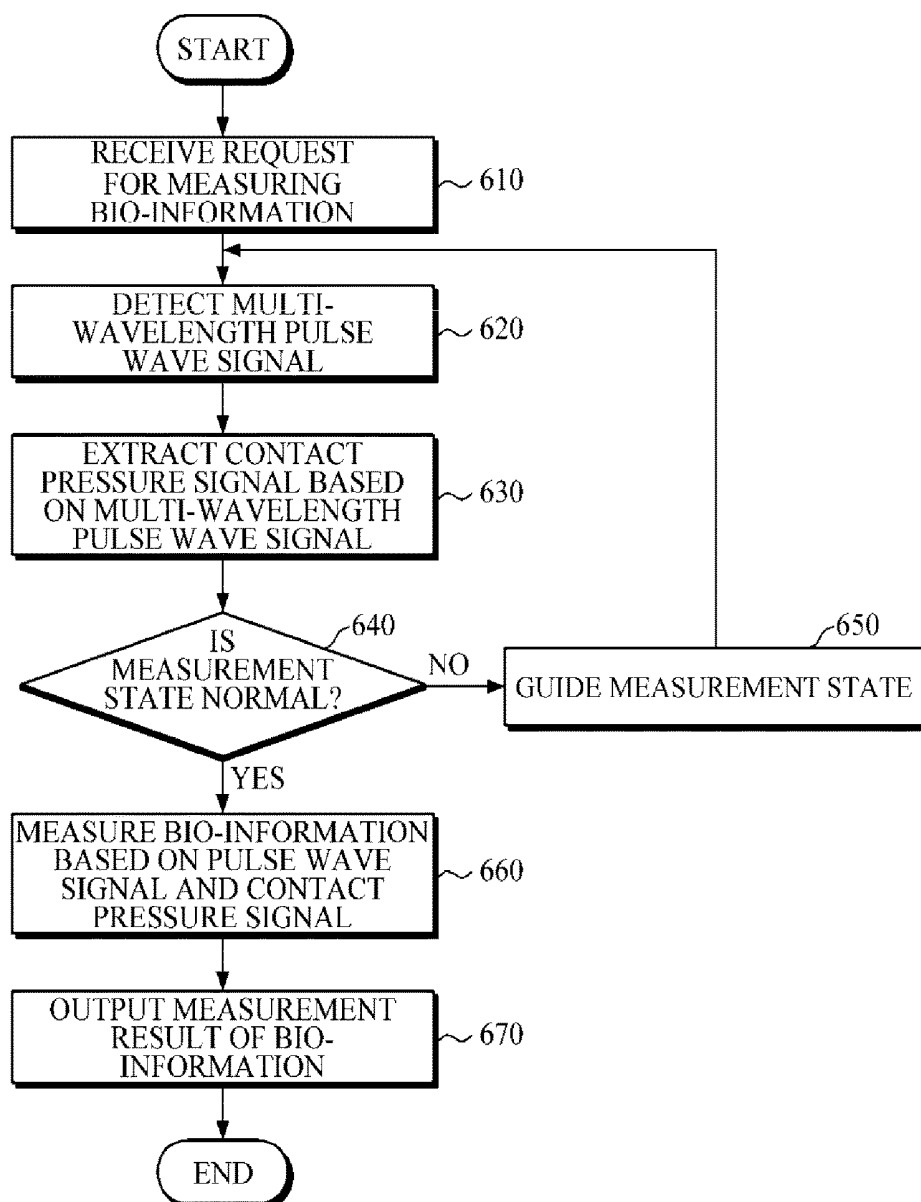 START
RECEIVE REQUEST
FOR MEASURING
BIO-INFORMATION
610
DETECT MULTI-
WAVELENGTH PULSE
WAVE SIGNAL
620
EXTRACT CONTACT
PRESSURE SIGNAL BASED
ON MULTI-WAVELENGTH
PULSE WAVE SIGNAL
630
IS
MEASUREMENT
STATE NORMAL?
640
NO
650
GUIDE MEASUREMENT STATE
YES
MEASURE BIO-INFORMATION
BASED ON PULSE WAVE
SIGNAL AND CONTACT
PRESSURE SIGNAL
660
OUTPUT MEASUREMENT
RESULT OF BIO-
INFORMATION
670
END